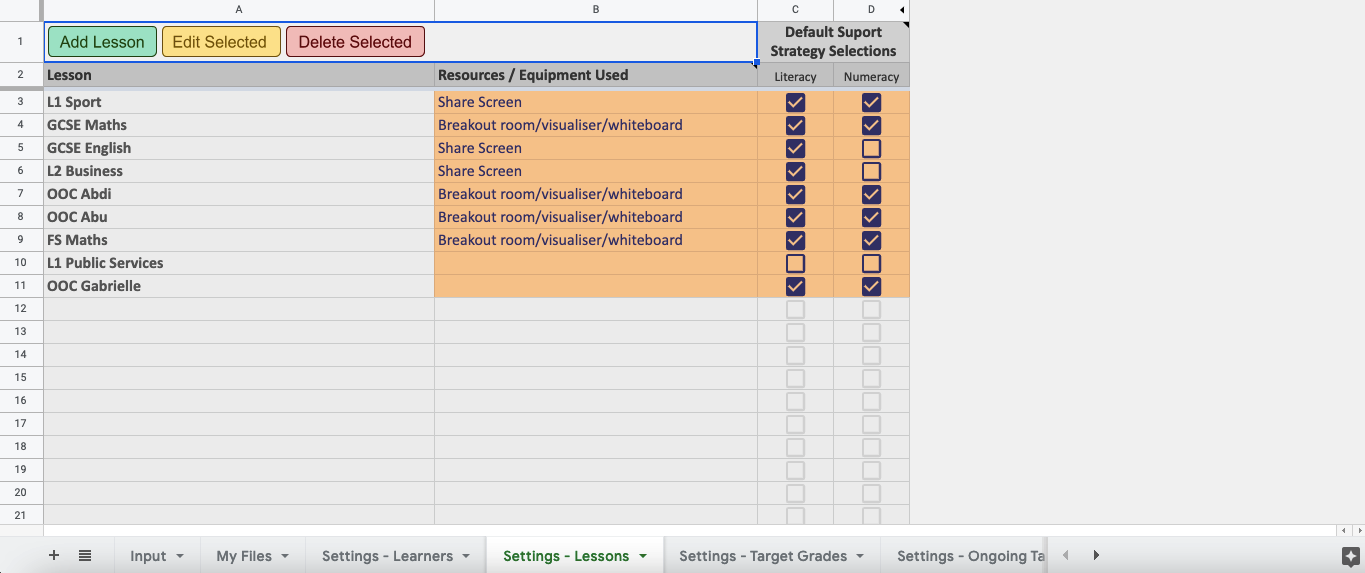 A B C D
1 Add Lesson Edit Selected Delete Selected Default Suport
Strategy Selections
2 Lesson Resources / Equipment Used Literacy Numeracy
3 L1 Sport Share Screen
4 GCSE Maths Breakout room/visualiser/whiteboard
5 GCSE English Share Screen
6 L2 Business Share Screen
7 OOC Abdi Breakout room/visualiser/whiteboard
8 OOC Abu Breakout room/visualiser/whiteboard
9 FS Maths Breakout room/visualiser/whiteboard
10 L1 Public Services
11 OOC Gabrielle
12
13
14
15
16
17
18
19
20
21
Input My Files Settings - Learners Settings - Lessons Settings - Target Grades Settings - Ongoing Ta